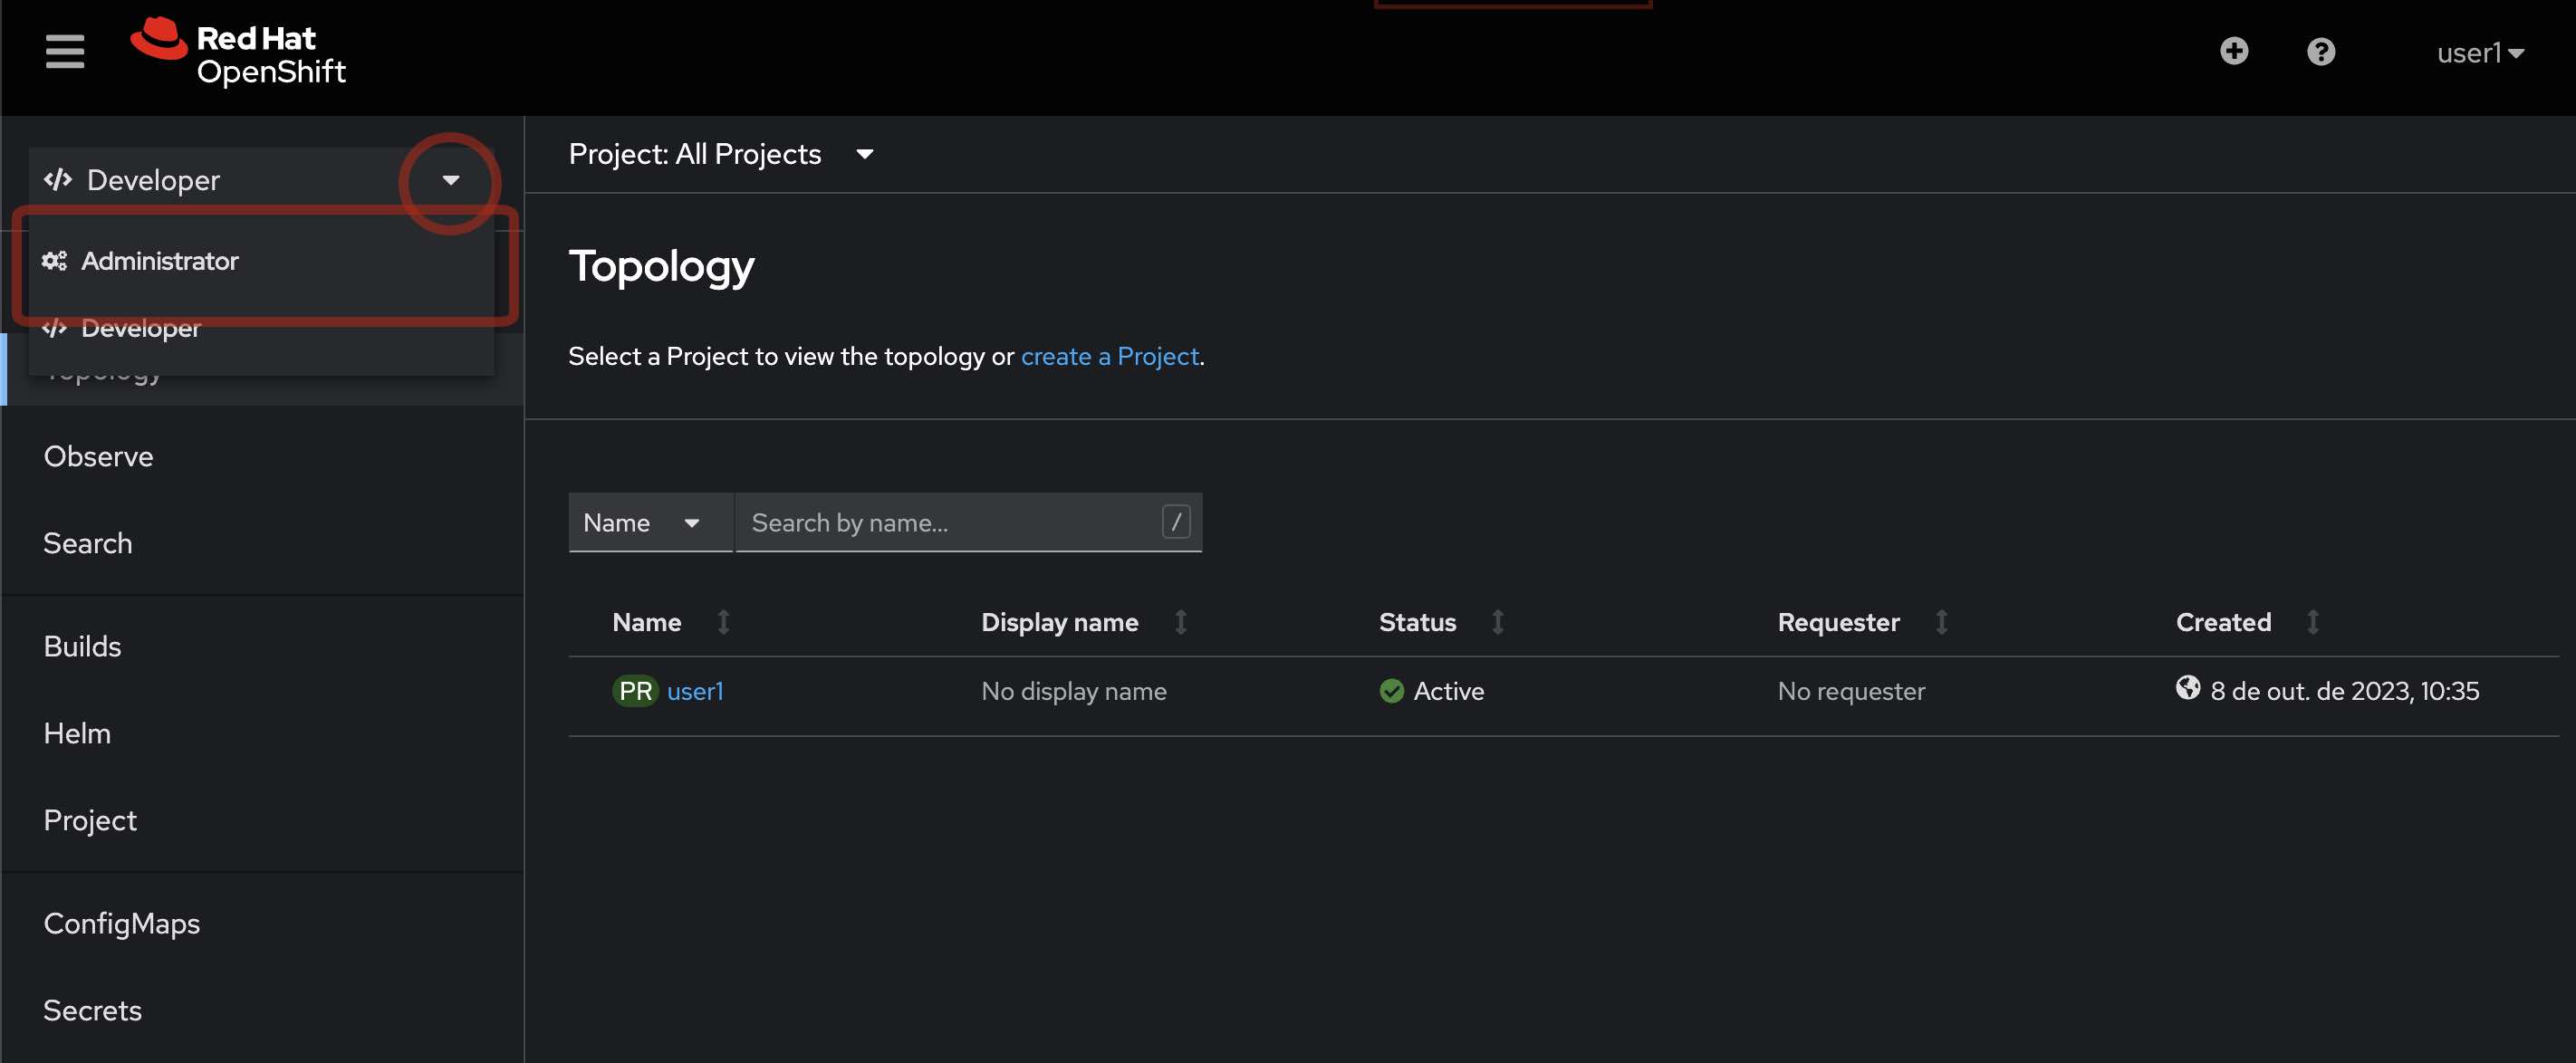 Red Hat
OpenShift
user1
Developer
Administrator
Developer
Topology
Observe
Search
Builds
Helm
Project
ConfigMaps
Secrets
Project: All Projects
Topology
Select a Project to view the topology or create a Project.
Name
Search by name...
/
Name Display name Status Requester Created
PR user1 No display name Active No requester 8 de out. de 2023, 10:35